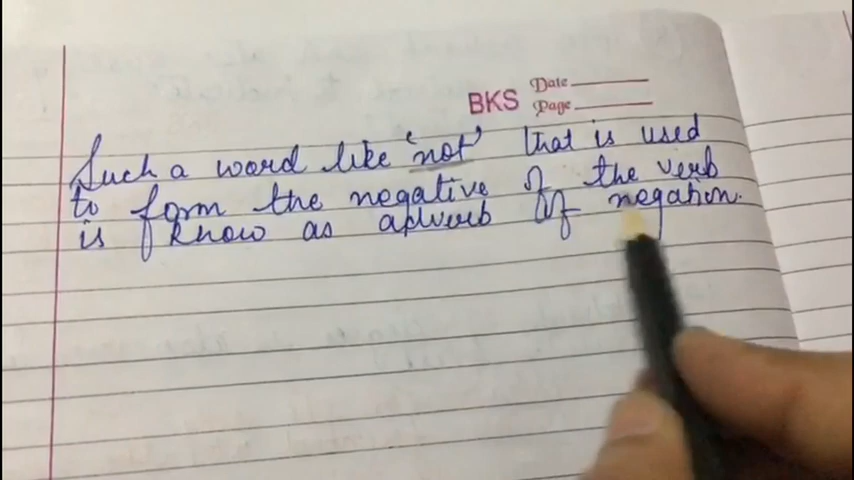 Date
BKS
Page
Such a word like 'not' that is used
to form the negative of the verb
is know as adverb of negation.